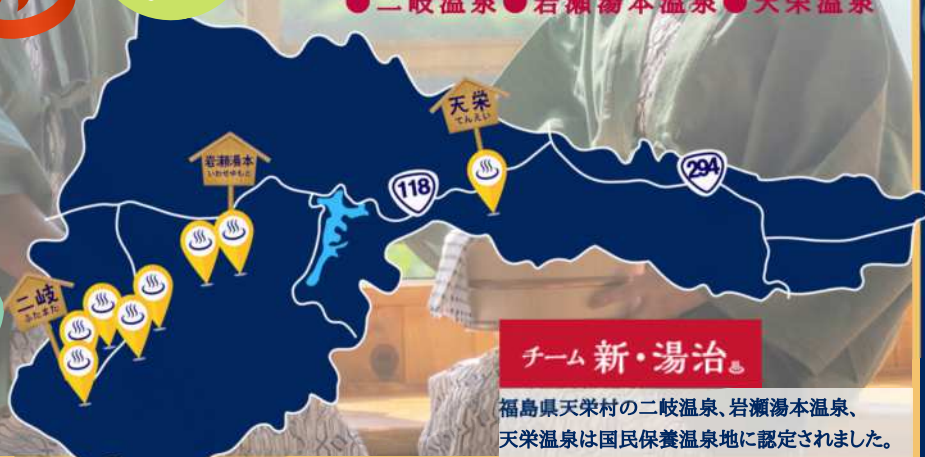 ●二岐温泉●岩瀬湯本温泉●天栄温泉
天栄
てんえい
岩瀬湯本
いわせゆもと
118
294
二岐
ふたまた
チーム 新・湯治
福島県天栄村の二岐温泉、岩瀬湯本温泉、
天栄温泉は国民保養温泉地に認定されました。